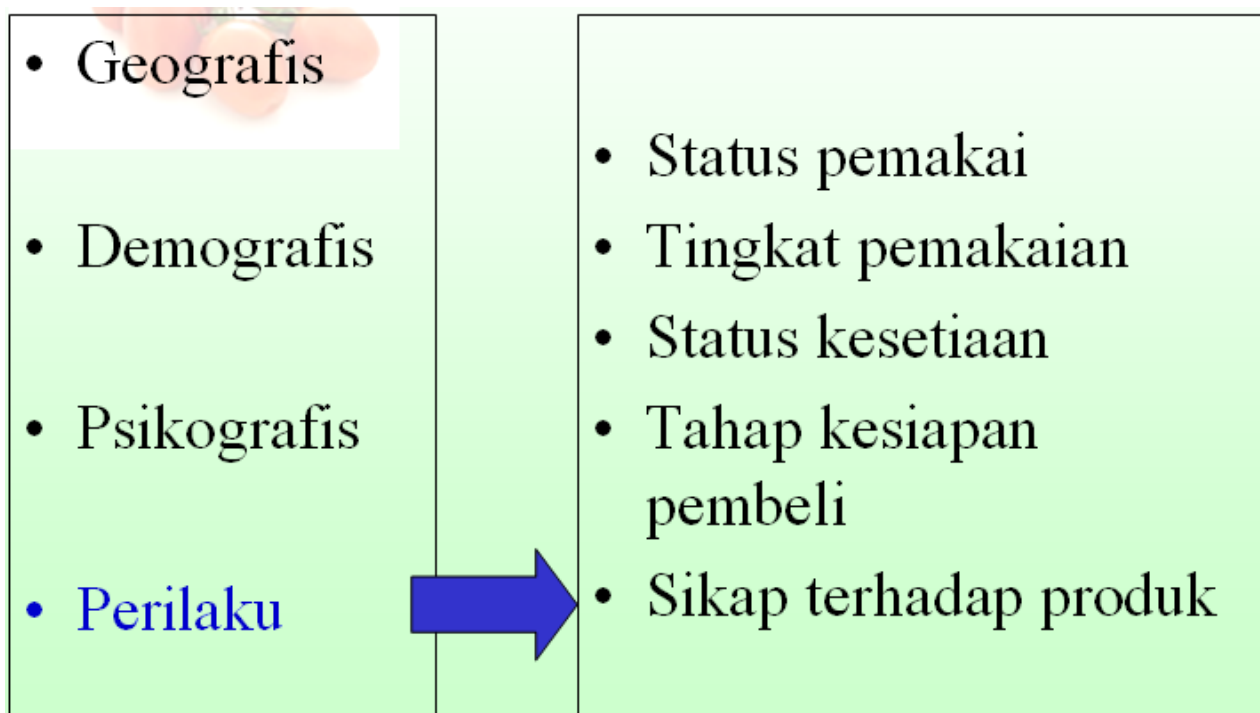 • Geografis
• Demografis
• Psikografis
• Perilaku
• Status pemakai
• Tingkat pemakaian
• Status kesetiaan
• Tahap kesiapan
pembeli
• Sikap terhadap produk